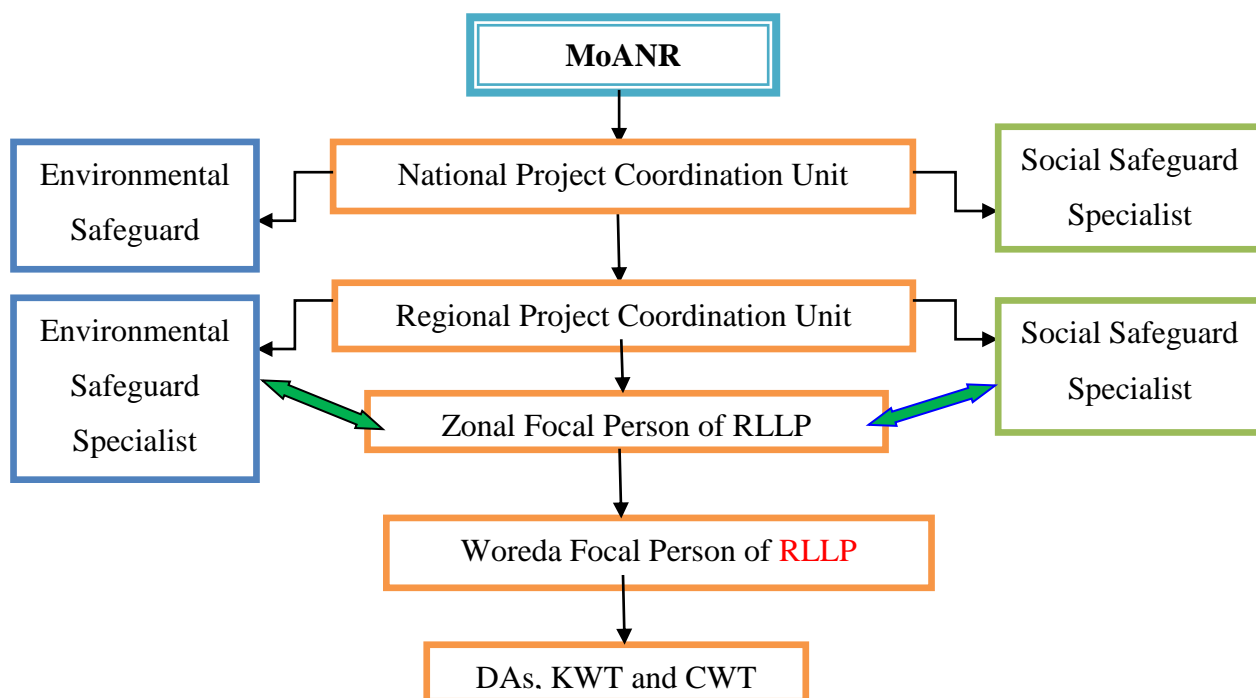 MoANR
Environmental
Safeguard
National Project Coordination Unit
Social Safeguard
Specialist
Environmental
Safeguard
Specialist
Regional Project Coordination Unit
Social Safeguard
Specialist
Zonal Focal Person of RLLP
Woreda Focal Person of RLLP
DAs, KWT and CWT